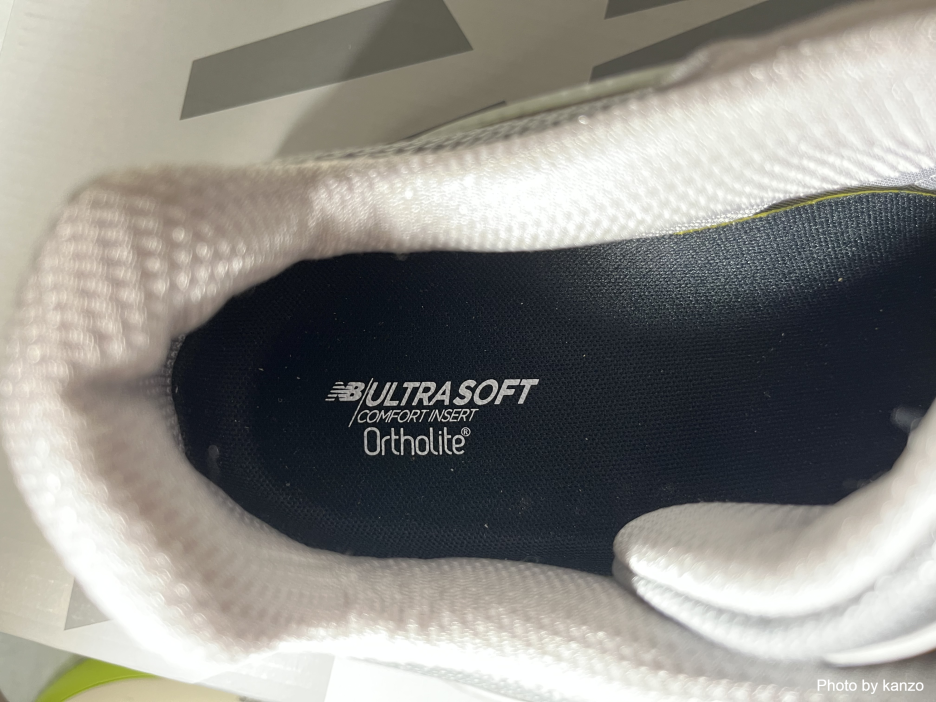 NB/ULTRA SOFT
COMFORT INSERT
Ortholite®
Photo by kanzo